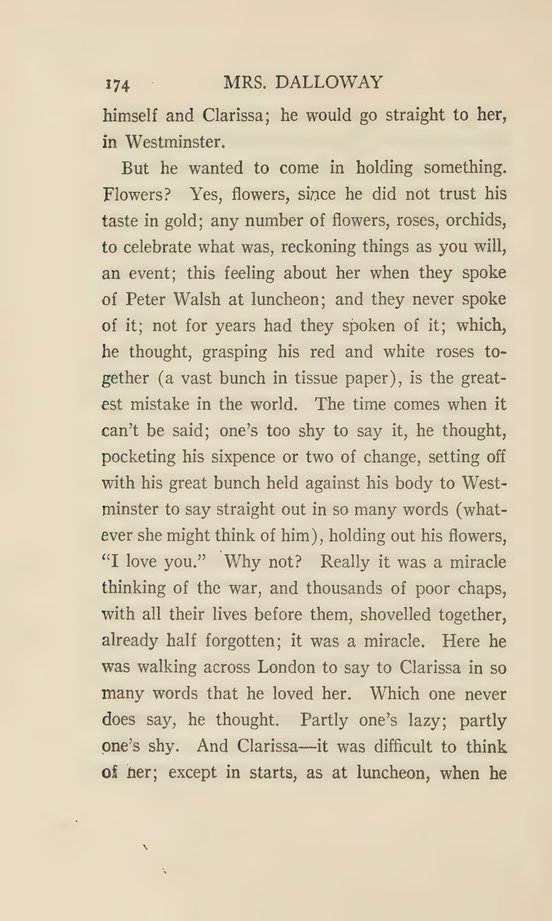 174 MRS. DALLOWAY
himself and Clarissa; he would go straight to her,
in Westminster.
But he wanted to come in holding something.
Flowers? Yes, flowers, since he did not trust his
taste in gold; any number of flowers, roses, orchids,
to celebrate what was, reckoning things as you will,
an event; this feeling about her when they spoke
of Peter Walsh at luncheon; and they never spoke
of it; not for years had they spoken of it; which,
he thought, grasping his red and white roses to-
gether (a vast bunch in tissue paper), is the great-
est mistake in the world. The time comes when it
can't be said; one's too shy to say it, he thought,
pocketing his sixpence or two of change, setting off
with his great bunch held against his body to West-
minster to say straight out in so many words (what-
ever she might think of him), holding out his flowers,
"I love you." Why not? Really it was a miracle
thinking of the war, and thousands of poor chaps,
with all their lives before them, shovelled together,
already half forgotten; it was a miracle. Here he
was walking across London to say to Clarissa in so
many words that he loved her. Which one never
does say, he thought. Partly one's lazy; partly
one's shy. And Clarissa—it was difficult to think
of her; except in starts, as at luncheon, when he